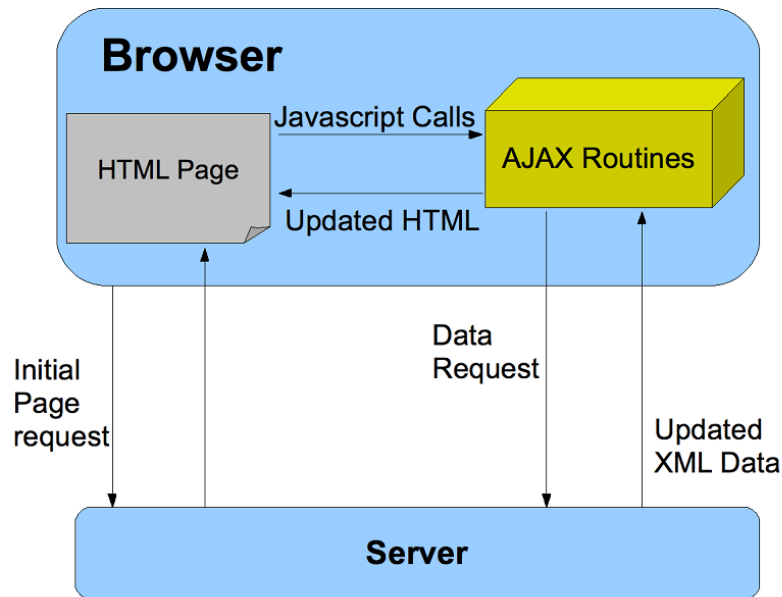 Browser
Javascript Calls
HTML Page
AJAX Routines
Updated HTML
Initial
Page
request
Data
Request
Updated
XML Data
Server